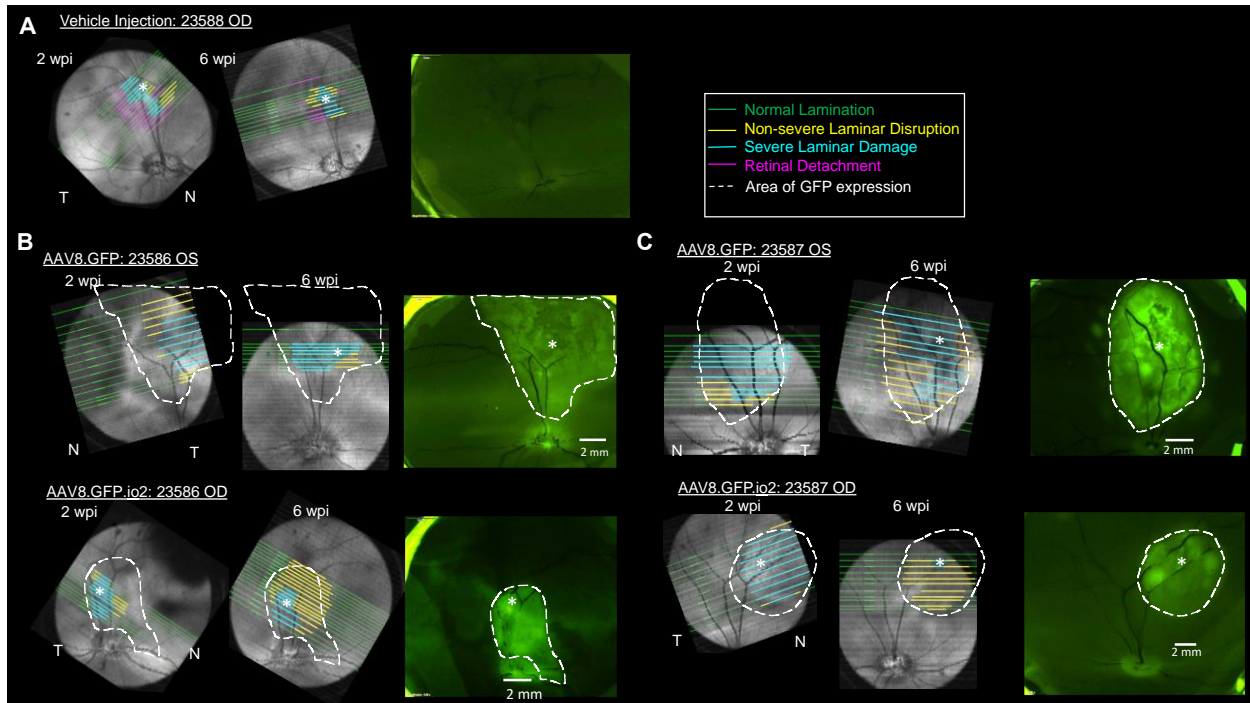 A
Vehicle Injection: 23588 OD
2 wpi
6 wpi
*
*
T
N
Normal Lamination
Non-severe Laminar Disruption
Severe Laminar Damage
Retinal Detachment
Area of GFP expression
B
AAV8.GFP: 23586 OS
2 wpi
6 wpi
*
*
N
T
2 mm
AAV8.GFP.io2: 23586 OD
2 wpi
6 wpi
*
*
*
T
N
2 mm
C
AAV8.GFP: 23587 OS
2 wpi
6 wpi
*
*
N
T
2 mm
AAV8.GFP.io2: 23587 OD
2 wpi
6 wpi
*
*
*
T
N
2 mm